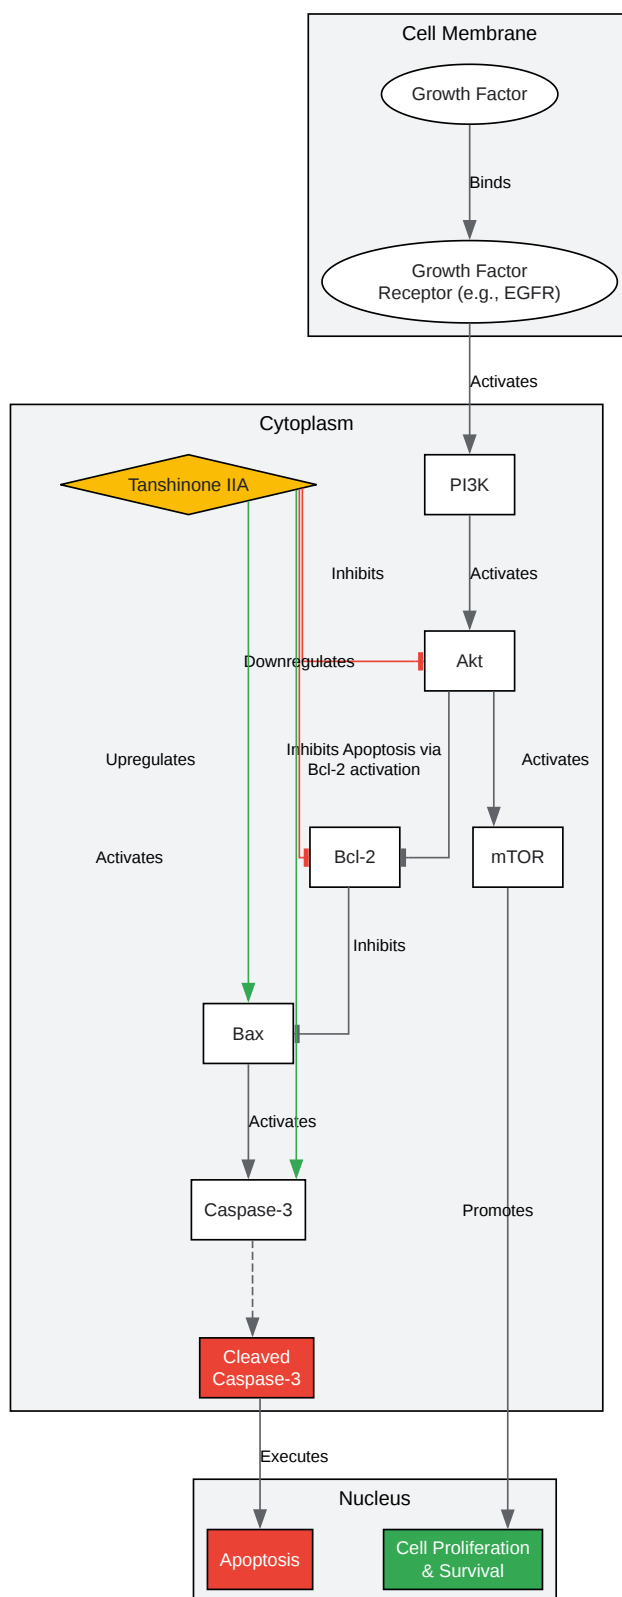 Cell Membrane
Growth Factor
Binds
Growth Factor
Receptor (e.g., EGFR)
Activates
Cytoplasm
Tanshinone IIA
PI3K
Inhibits
Activates
Akt
Downregulates
Inhibits Apoptosis via
Bcl-2 activation
Upregulates
Activates
Activates
Bcl-2
mTOR
Inhibits
Bax
Activates
Caspase-3
Promotes
Cleaved
Caspase-3
Executes
Nucleus
Apoptosis
Cell Proliferation
& Survival